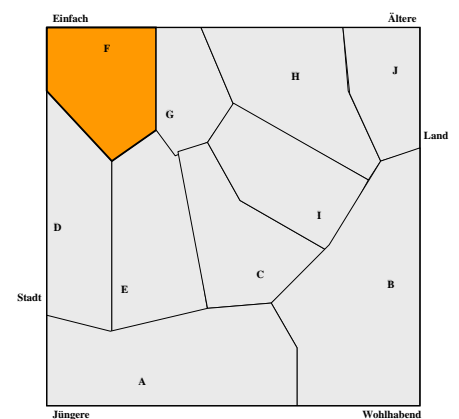 Einfach Ältere
F
J
H
G
Land
I
D
C
B
E
Stadt
A
Jüngere Wohlhabend